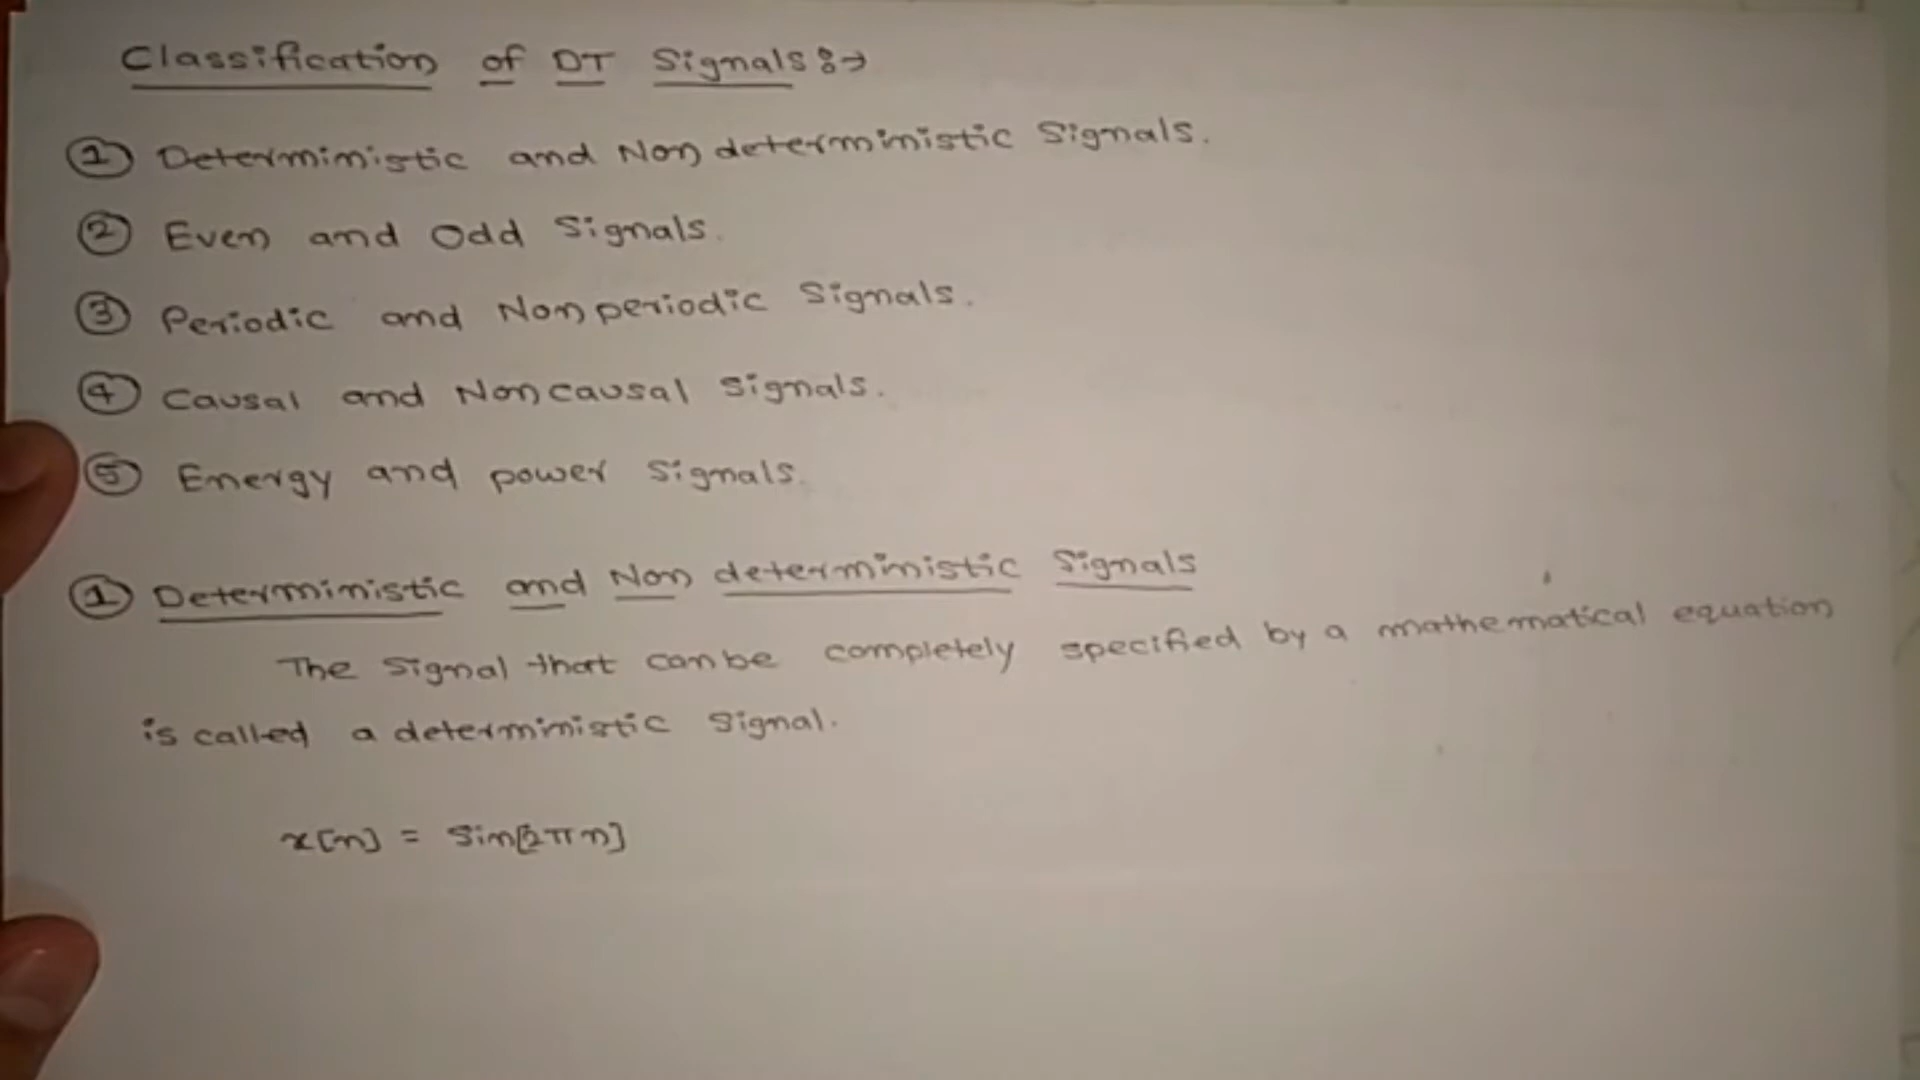 Classification of DT Signals :→
① Deterministic and Non deterministic Signals.
② Even and Odd Signals.
③ Periodic and Non periodic Signals.
④ Causal and Non causal Signals.
⑤ Energy and power Signals.
① Deterministic and Non deterministic Signals
The Signal that can be completely specified by a mathematical equation
is called a deterministic Signal.
x[n] = Sin[2πn]